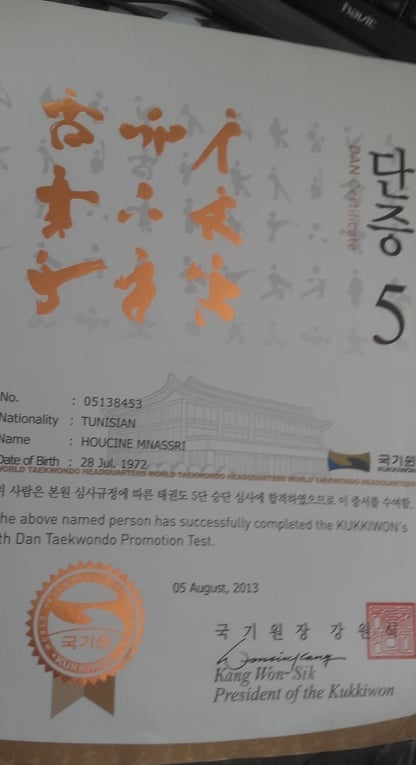 havit
단증
DAN Certificate
5
No. : 05138453
Nationality : TUNISIAN
Name : HOUCINE MNASSRI
Date of Birth : 28 Jul. 1972
국기원
KUKKIWON
WORLD TAEKWONDO HEADQUARTERS WORLD TAEKWONDO HEADQUARTERS WORLD TAEKWONDO HEADQUARTERS
위 사람은 본원 심사규정에 따른 태권도 5단 승단 심사에 합격하였으므로 이 증서를 수여함.
he above named person has successfully completed the KUKKIWON's
th Dan Taekwondo Promotion Test.
05 August, 2013
국기원
KUKKIWON
국 기 원 장 강 원
Kang Won-Sik
President of the Kukkiwon